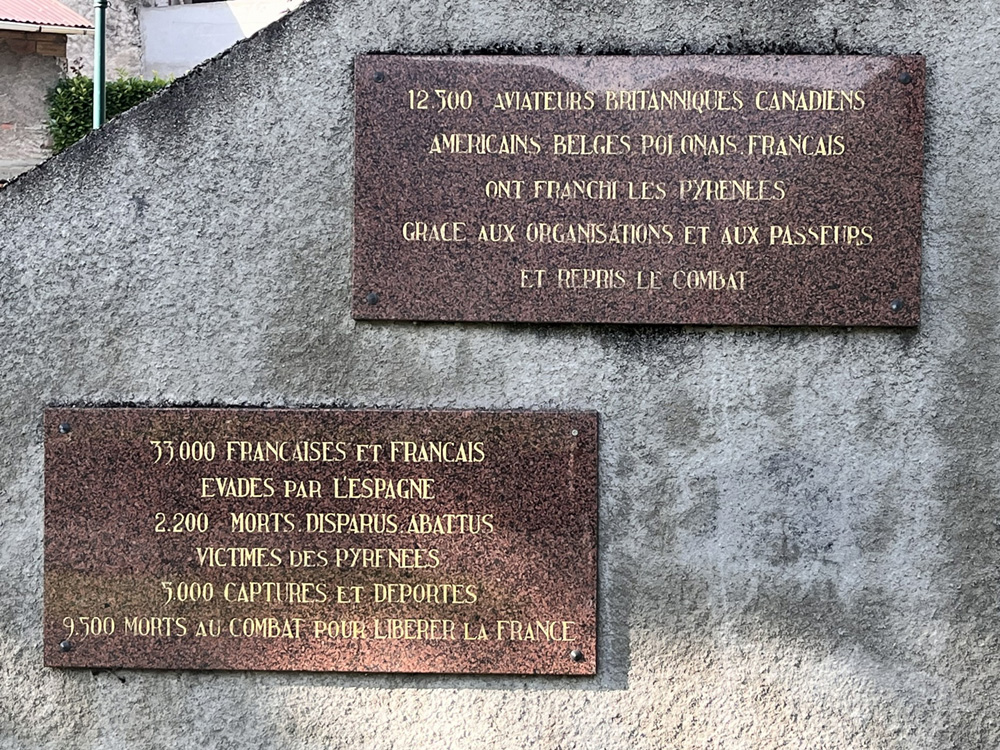 12.500 AVIATEURS BRITANNIQUES CANADIENS
AMERICAINS BELGES POLONAIS FRANCAIS
ONT FRANCHI LES PYRENEES
GRACE AUX ORGANISATIONS ET AUX PASSEURS
ET REPRIS LE COMBAT
33.000 FRANCAISES ET FRANCAIS
EVADES PAR L'ESPAGNE
2.200 MORTS DISPARUS ABATTUS
VICTIMES DES PYRENEES
5.000 CAPTURES ET DEPORTES
9.500 MORTS AU COMBAT POUR LIBERER LA FRANCE